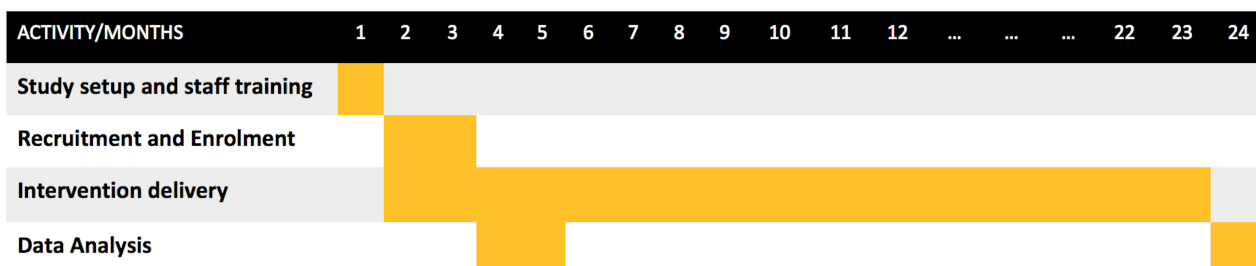 ACTIVITY/MONTHS 1 2 3 4 5 6 7 8 9 10 11 12 ... ... ... 22 23 24
Study setup and staff training
Recruitment and Enrolment
Intervention delivery
Data Analysis